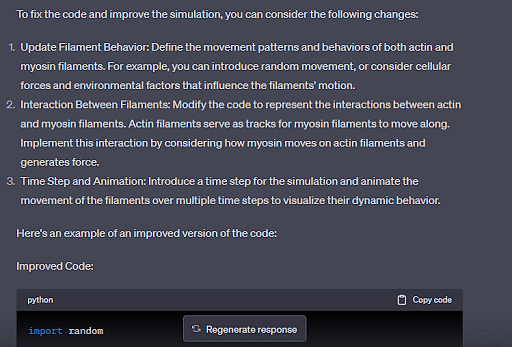 To fix the code and improve the simulation, you can consider the following changes:
1. Update Filament Behavior: Define the movement patterns and behaviors of both actin and
myosin filaments. For example, you can introduce random movement, or consider cellular
forces and environmental factors that influence the filaments' motion.
2. Interaction Between Filaments: Modify the code to represent the interactions between actin
and myosin filaments. Actin filaments serve as tracks for myosin filaments to move along.
Implement this interaction by considering how myosin moves on actin filaments and
generates force.
3. Time Step and Animation: Introduce a time step for the simulation and animate the
movement of the filaments over multiple time steps to visualize their dynamic behavior.
Here's an example of an improved version of the code:
Improved Code:
python Copy code
import random
Regenerate response